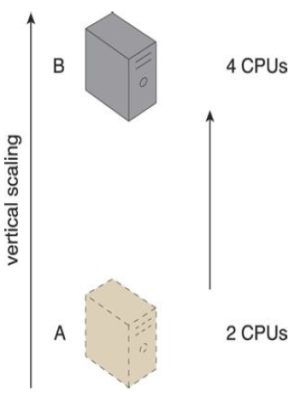 B
4 CPUs
vertical scaling
A
2 CPUs